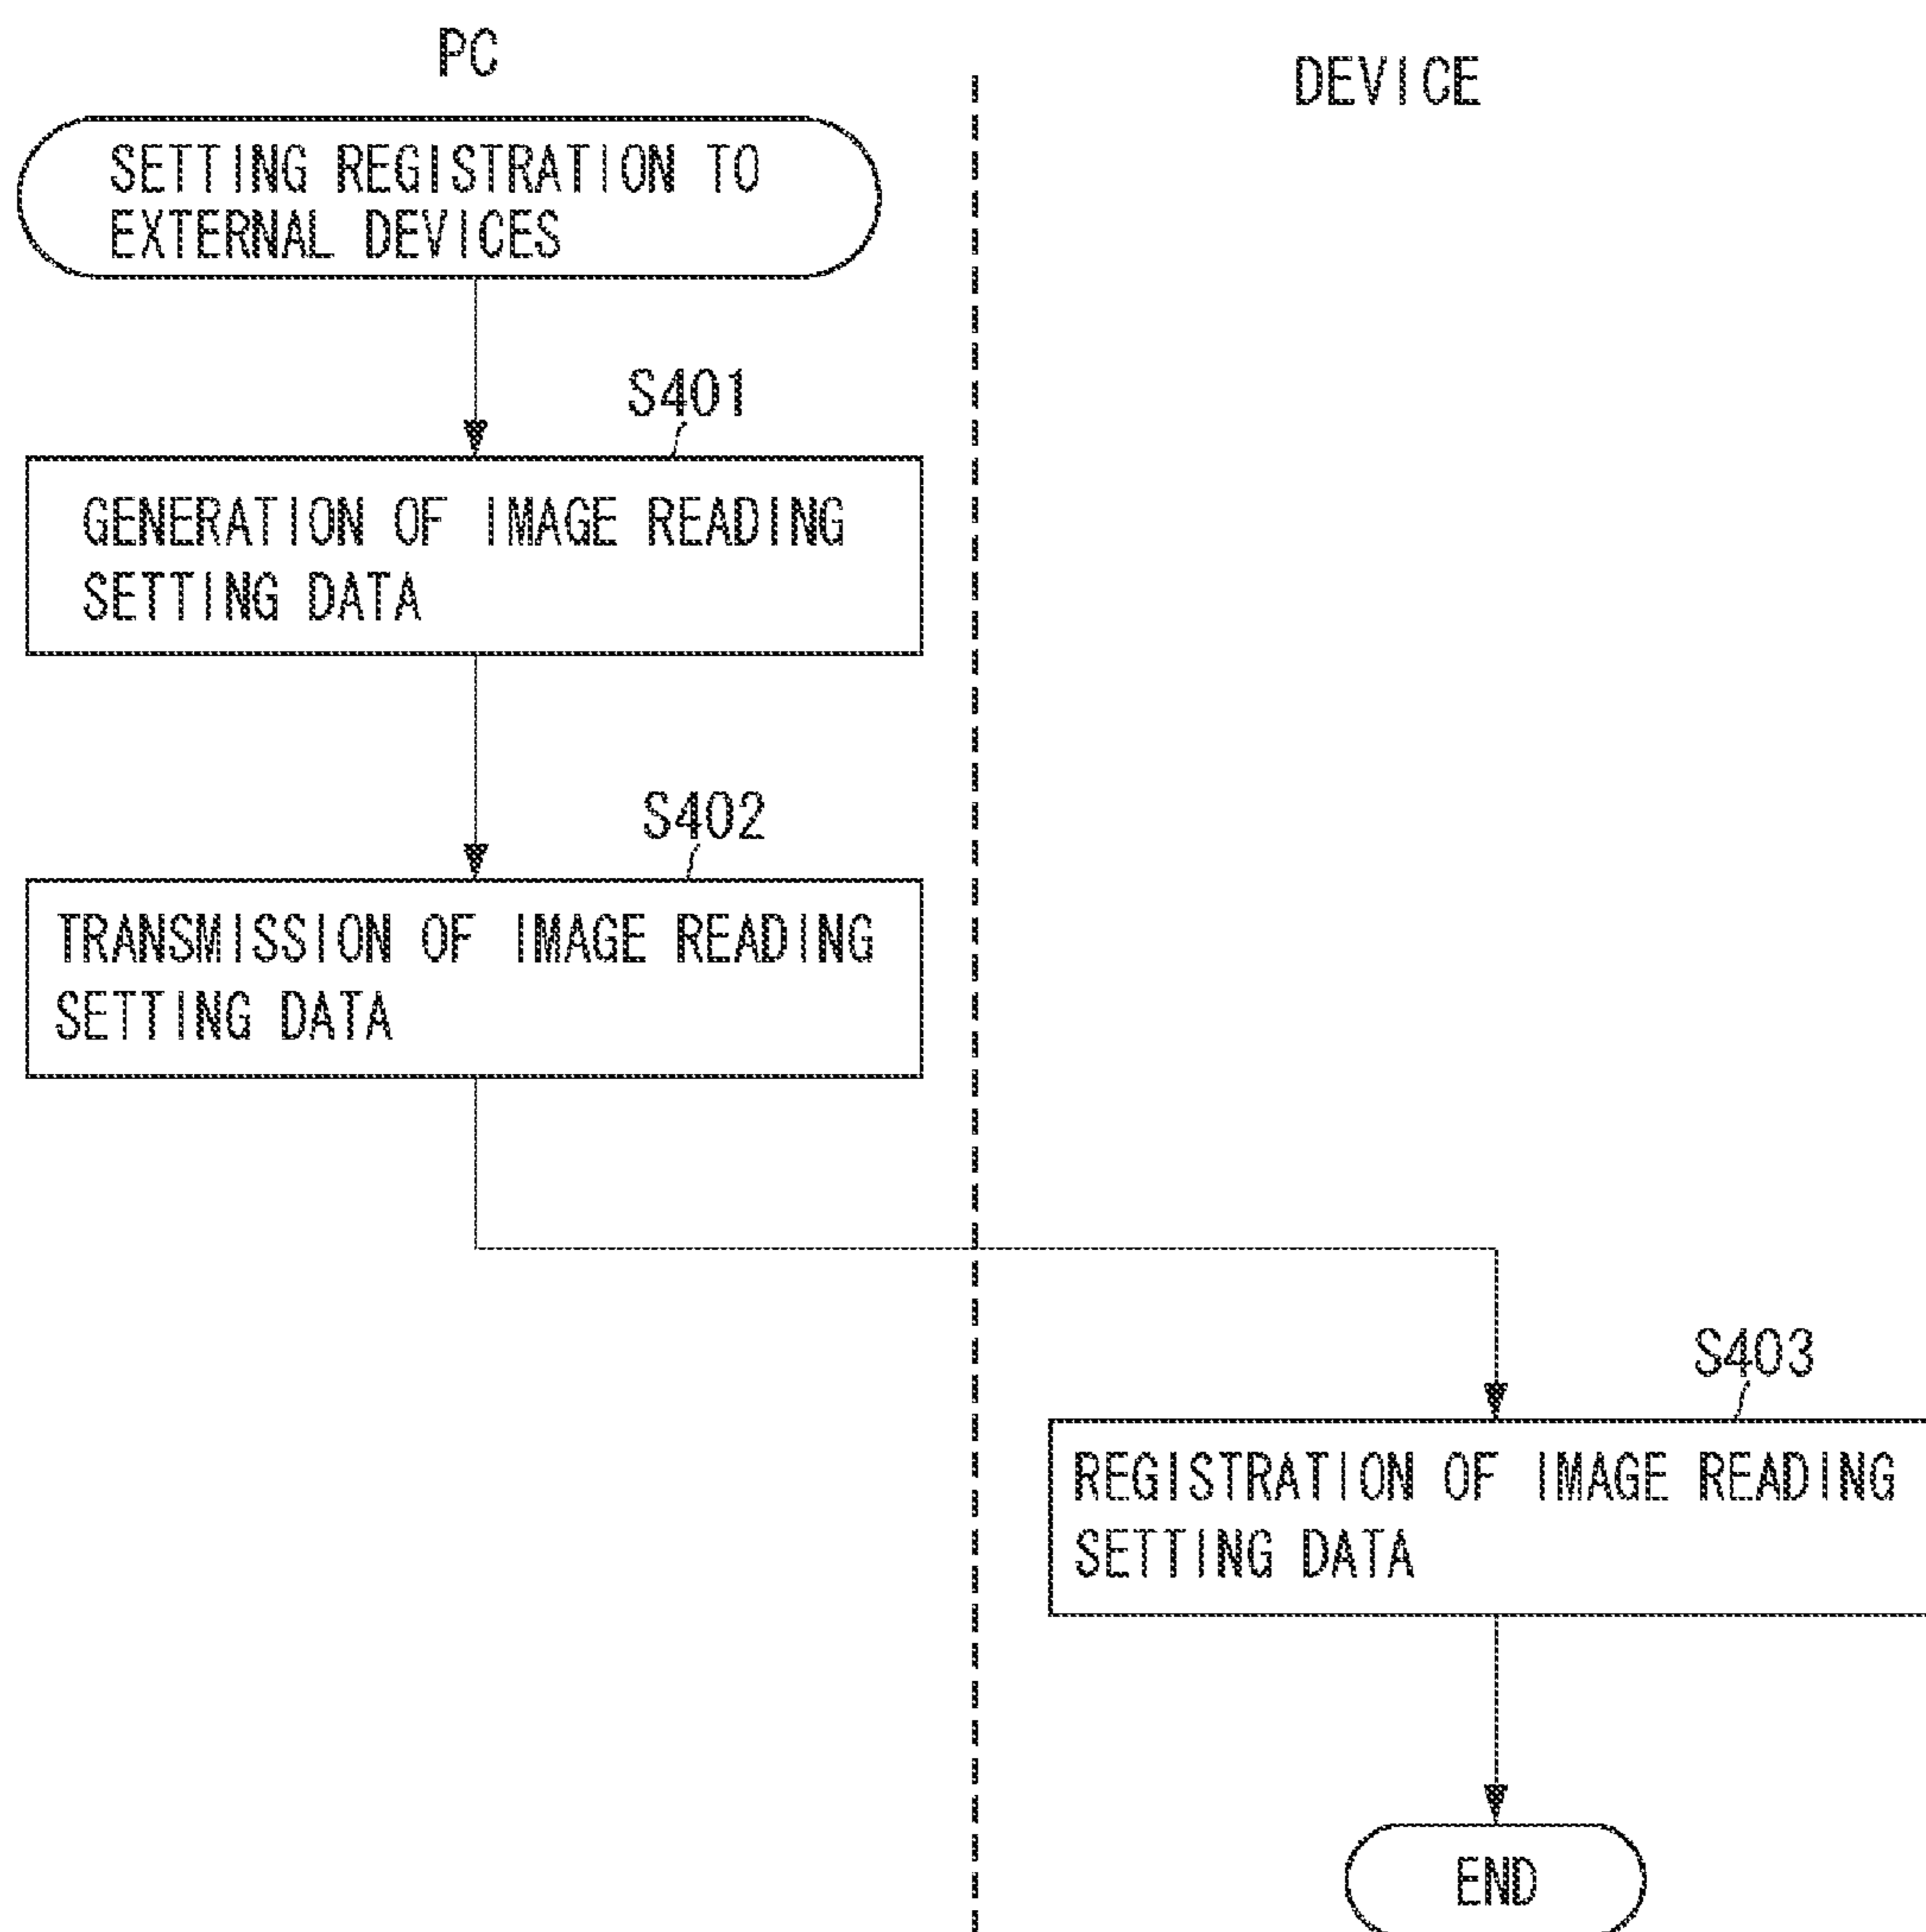 PC
DEVICE
SETTING REGISTRATION TO
EXTERNAL DEVICES
S401
GENERATION OF IMAGE READING
SETTING DATA
S402
TRANSMISSION OF IMAGE READING
SETTING DATA
S403
REGISTRATION OF IMAGE READING
SETTING DATA
END